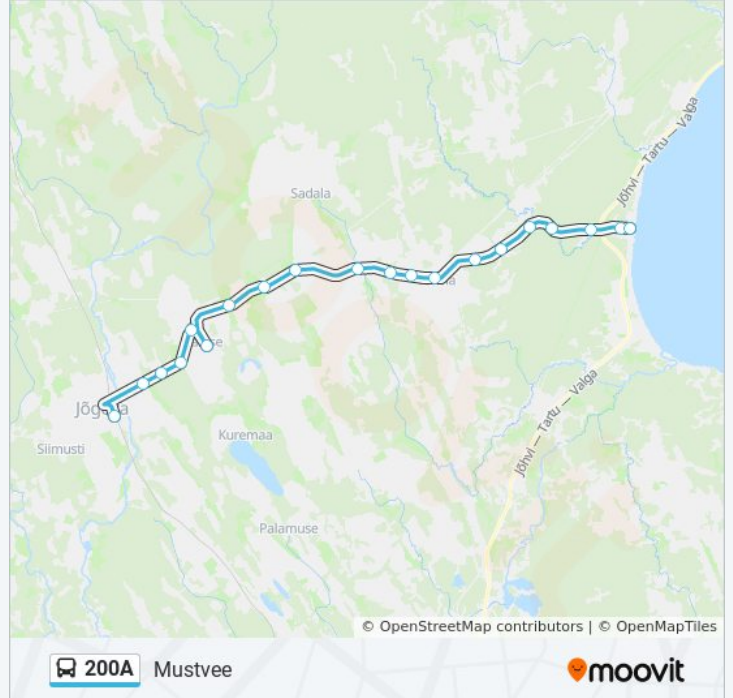 Jõhvi — Tartu — Valga
Sadala
Jõhvi — Tartu — Valga
Siimusti
Kuremaa
Palamuse
© OpenStreetMap contributors | © OpenMapTiles
200A Mustvee
moovit